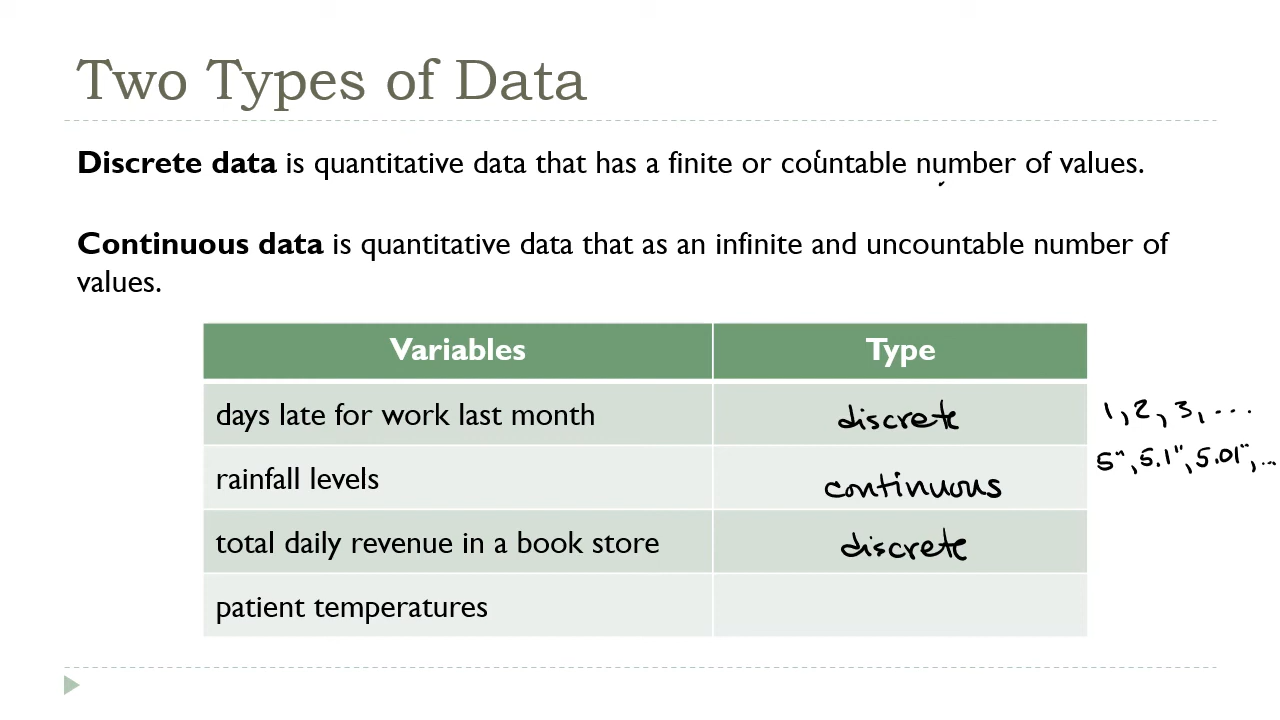 Two Types of Data
Discrete data is quantitative data that has a finite or countable number of values.
Continuous data is quantitative data that as an infinite and uncountable number of
values.
Variables Type
days late for work last month discrete 1, 2, 3, ...
rainfall levels continuous 5", 5.1", 5.01", ...
total daily revenue in a book store discrete
patient temperatures